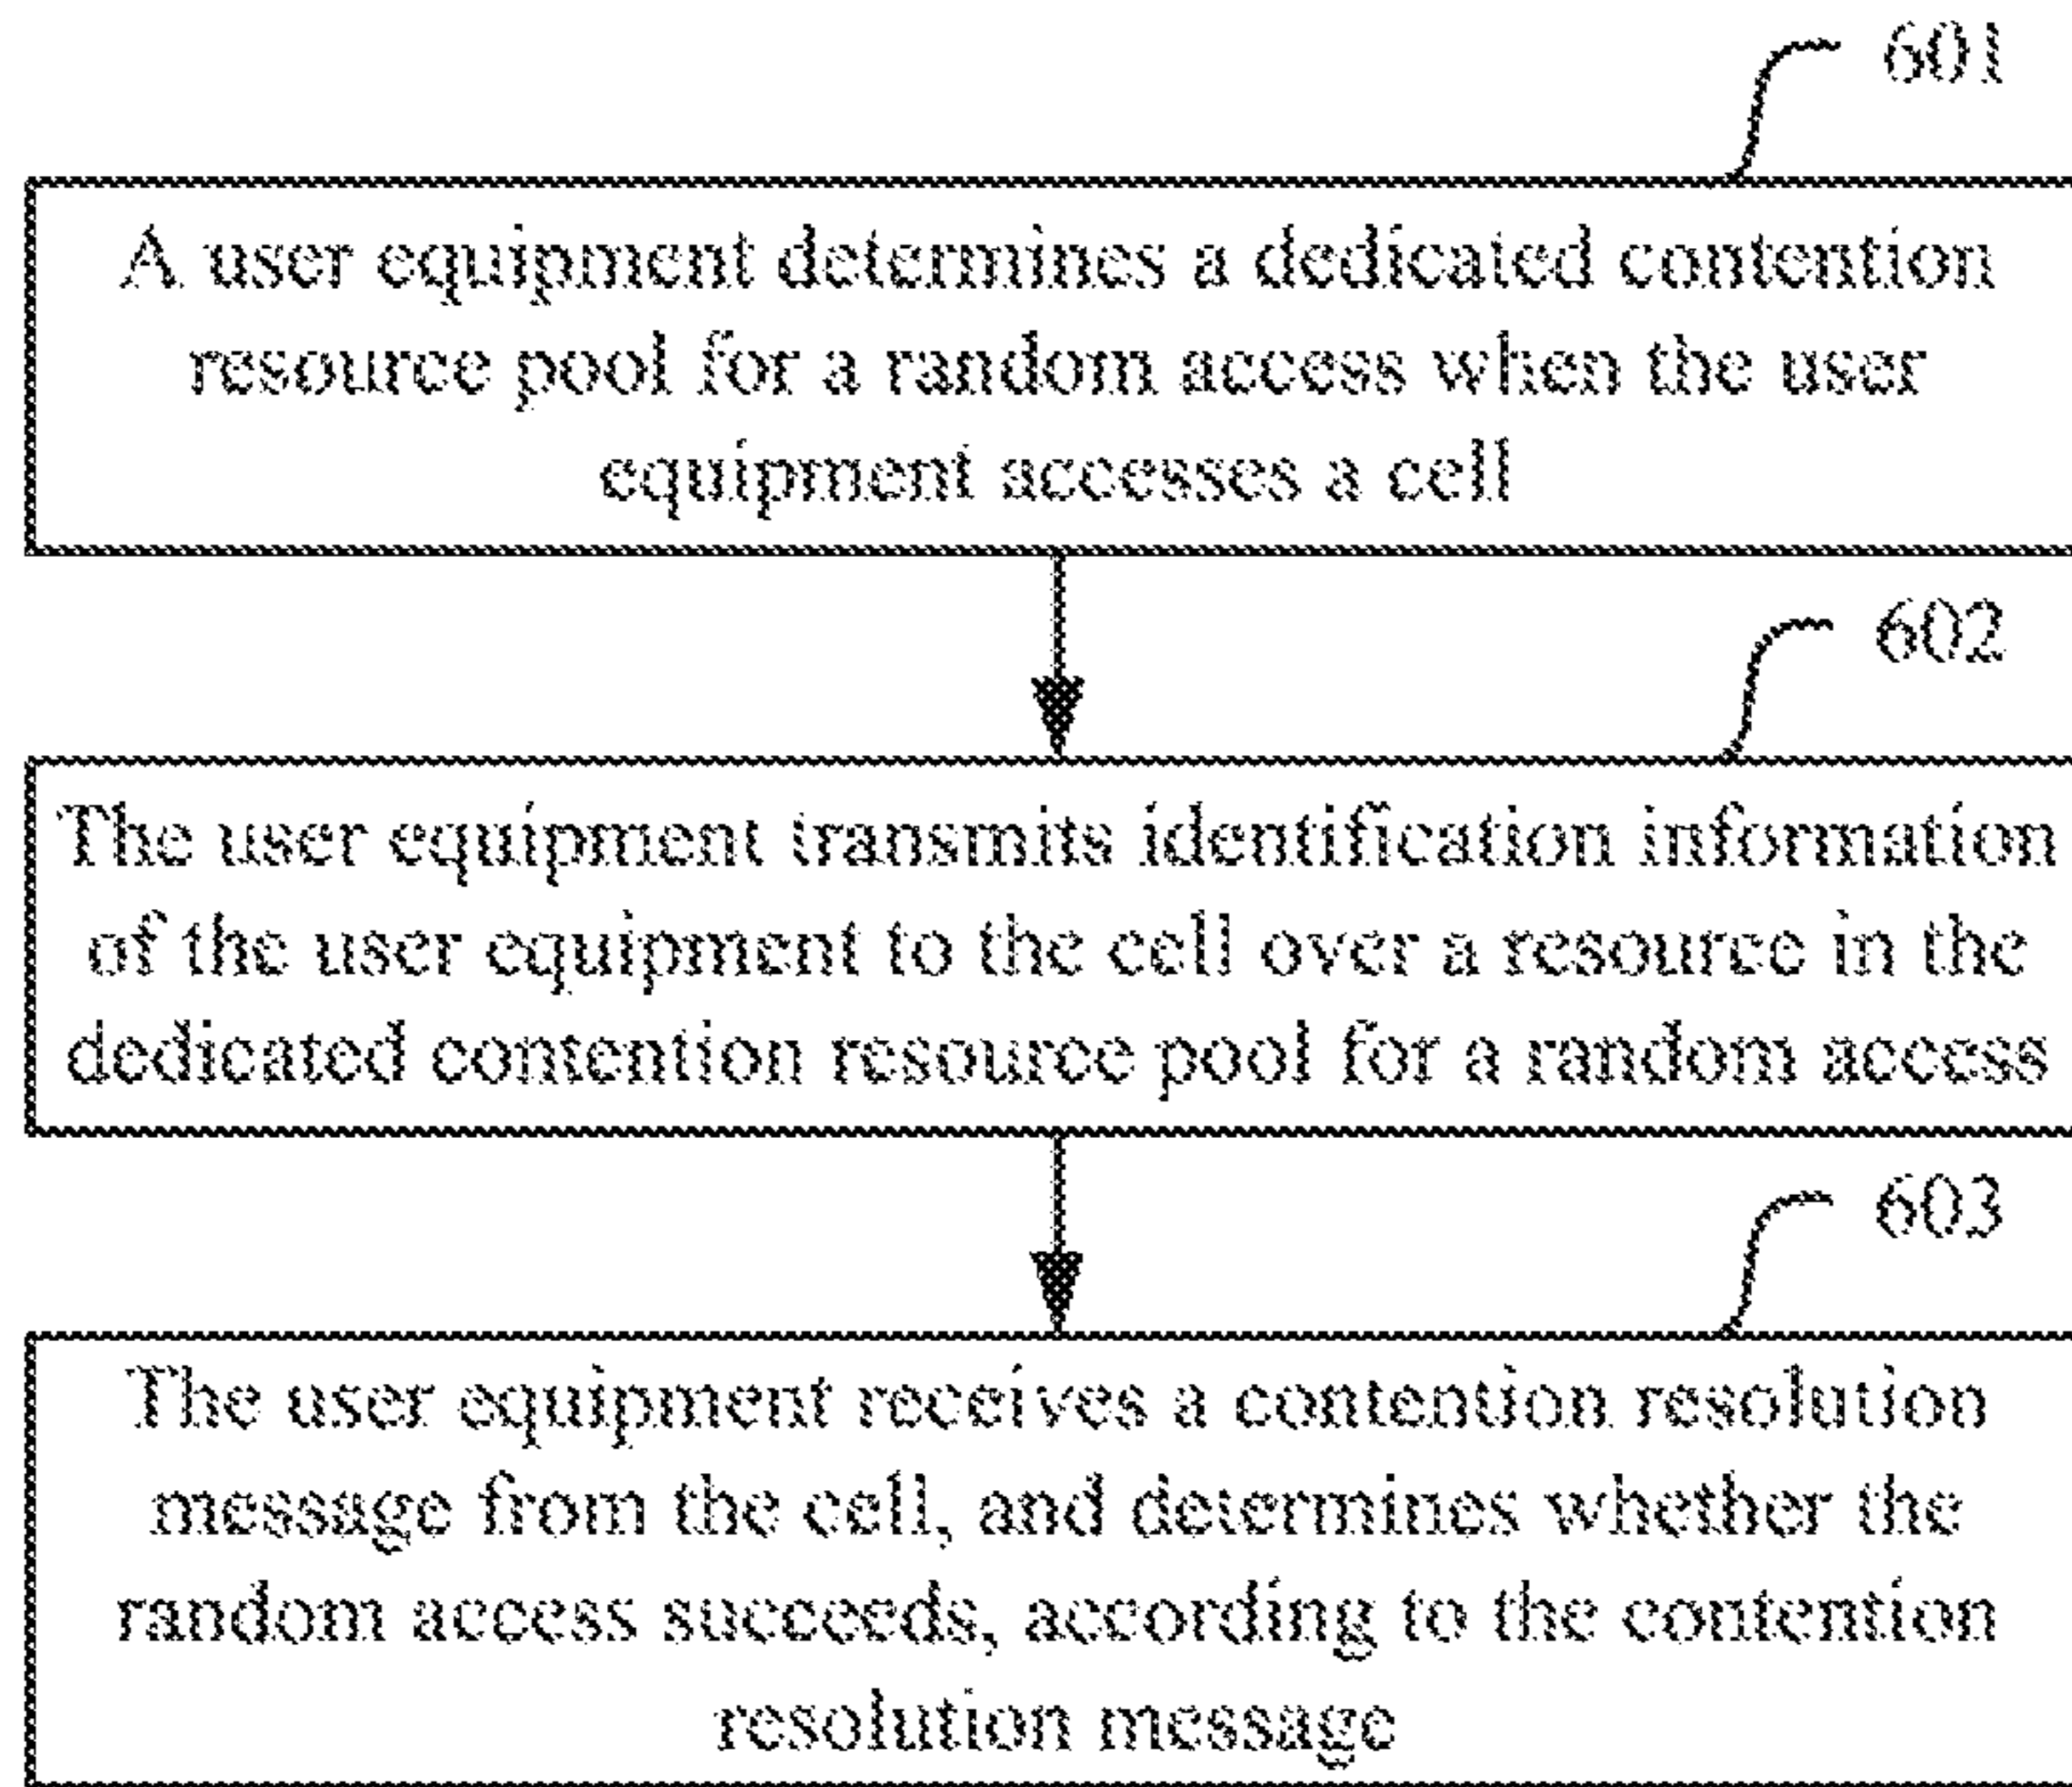 601
A user equipment determines a dedicated contention
resource pool for a random access when the user
equipment accesses a cell
602
The user equipment transmits identification information
of the user equipment to the cell over a resource in the
dedicated contention resource pool for a random access
603
The user equipment receives a contention resolution
message from the cell, and determines whether the
random access succeeds, according to the contention
resolution message